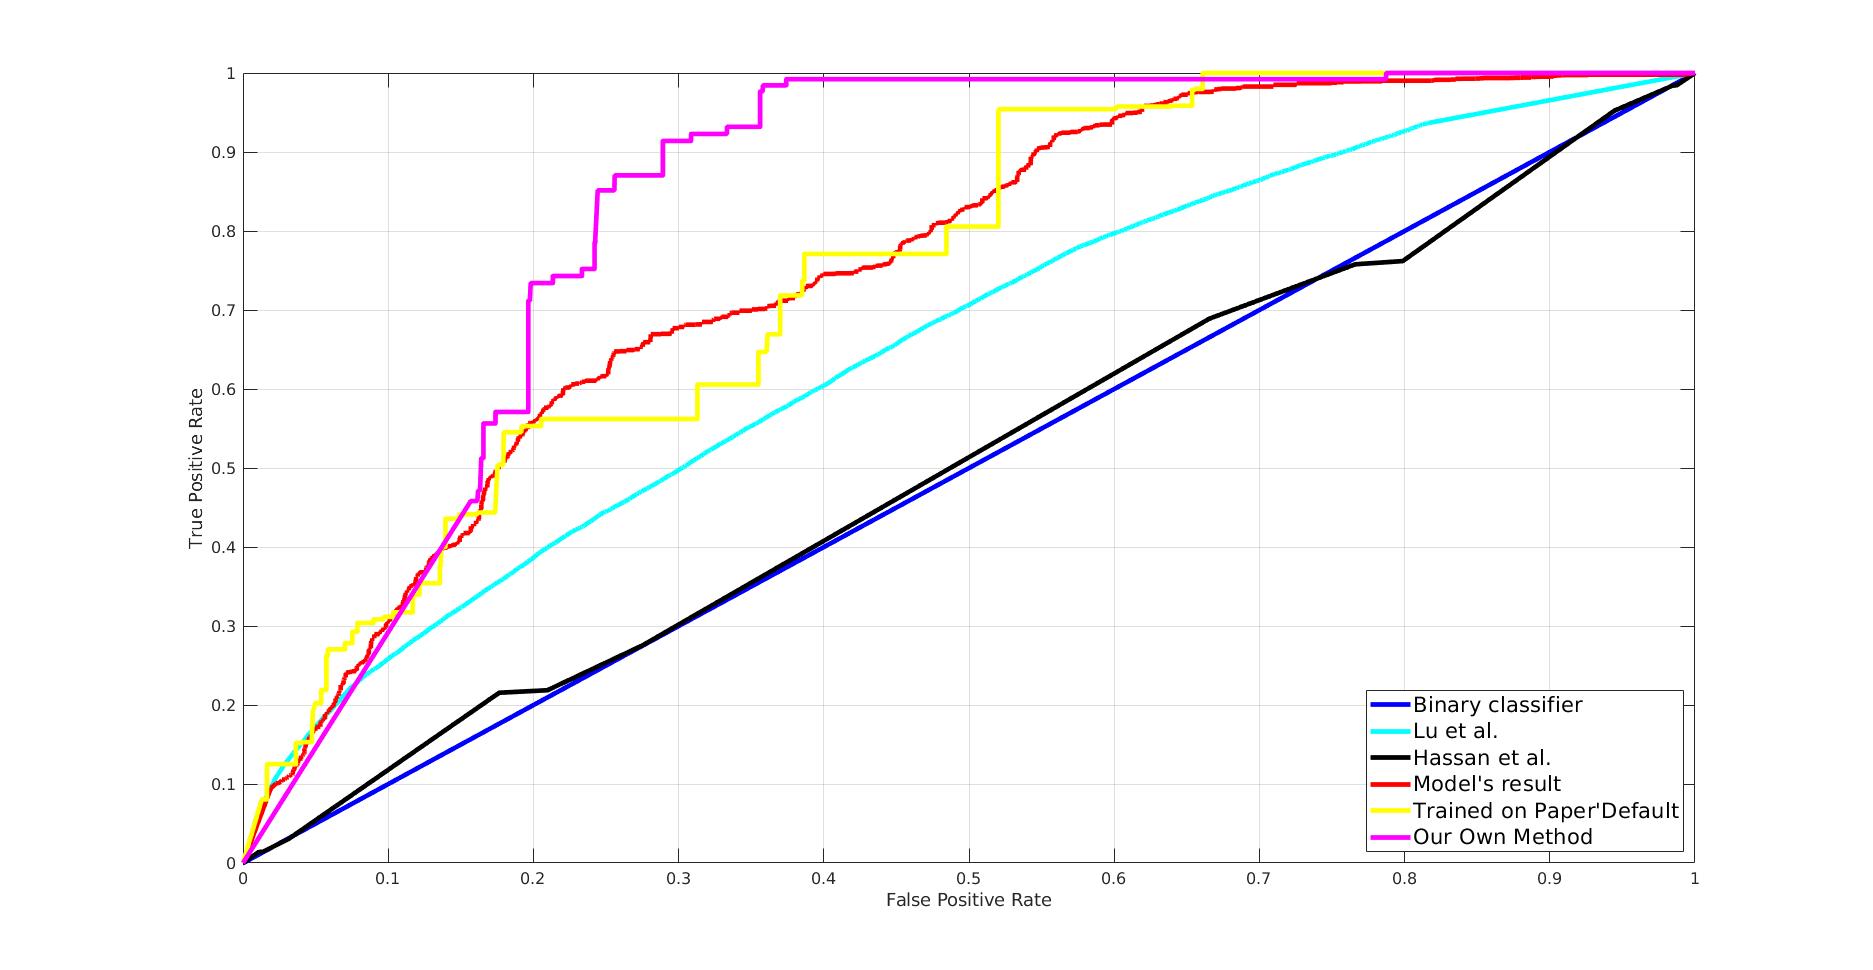 1
0.9
0.8
0.7
0.6
0.5
0.4
0.3
0.2
0.1
0
True Positive Rate
Binary classifier
Lu et al.
Hassan et al.
Model's result
Trained on Paper'Default
Our Own Method
0 0.1 0.2 0.3 0.4 0.5 0.6 0.7 0.8 0.9 1
False Positive Rate